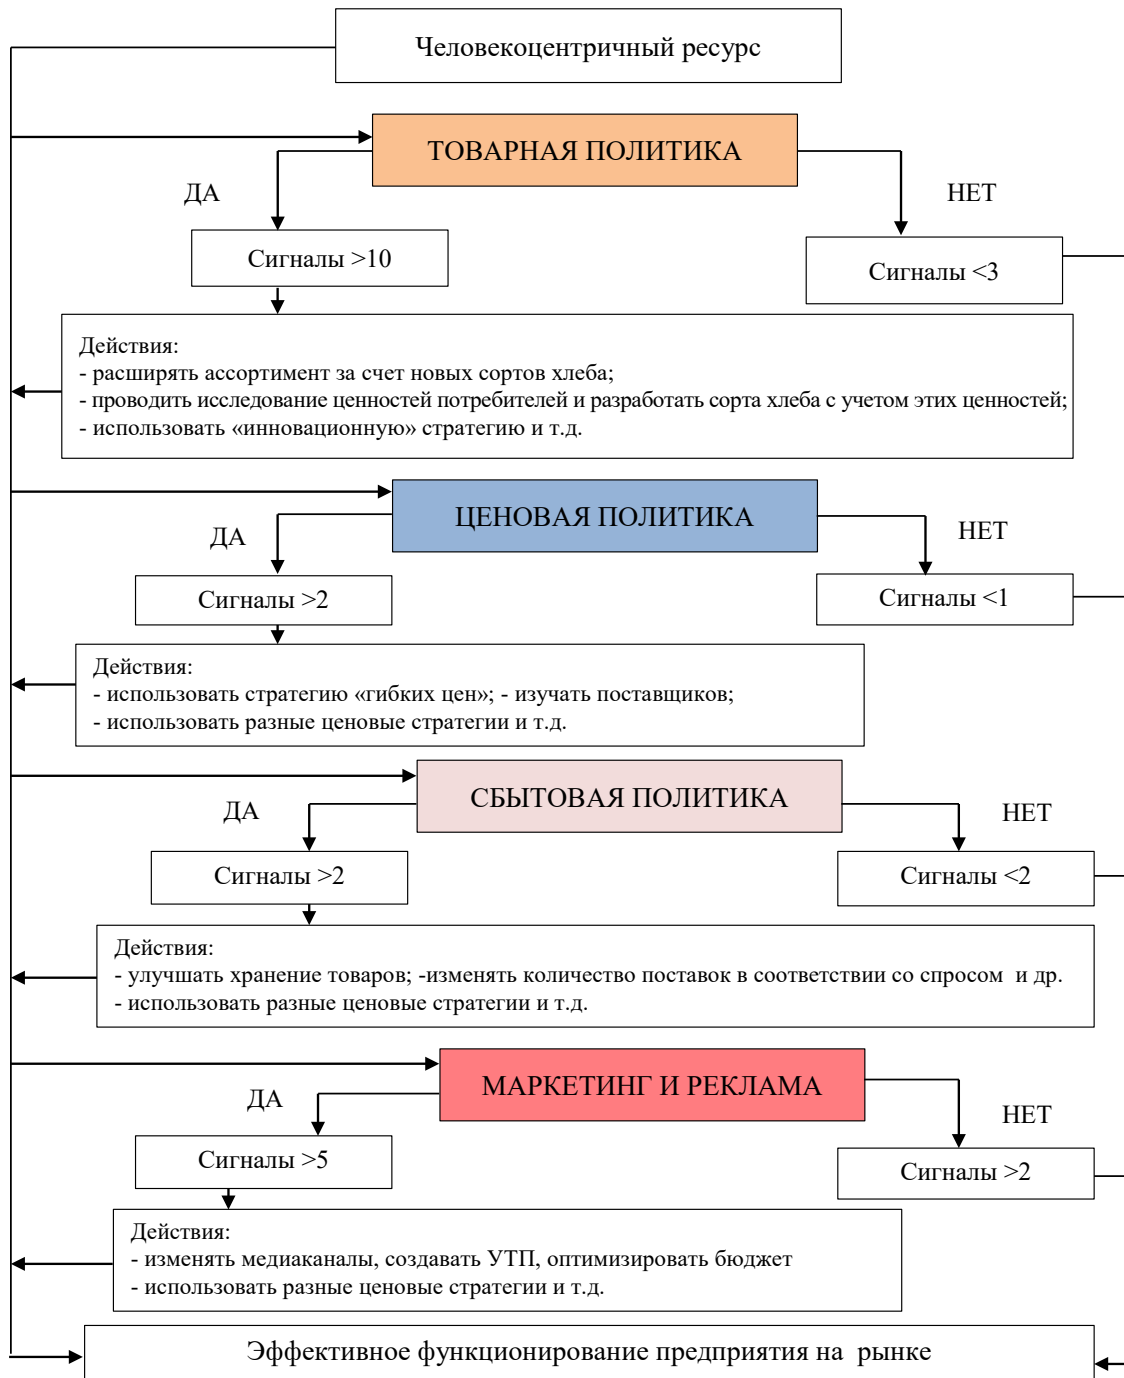 Человекоцентричный ресурс
ТОВАРНАЯ ПОЛИТИКА
ДА
НЕТ
Сигналы >10
Сигналы <3
Действия:
- расширять ассортимент за счет новых сортов хлеба;
- проводить исследование ценностей потребителей и разработать сорта хлеба с учетом этих ценностей;
- использовать «инновационную» стратегию и т.д.
ЦЕНОВАЯ ПОЛИТИКА
ДА
НЕТ
Сигналы >2
Сигналы <1
Действия:
- использовать стратегию «гибких цен»; - изучать поставщиков;
- использовать разные ценовые стратегии и т.д.
СБЫТОВАЯ ПОЛИТИКА
ДА
НЕТ
Сигналы >2
Сигналы <2
Действия:
- улучшать хранение товаров; -изменять количество поставок в соответствии со спросом и др.
- использовать разные ценовые стратегии и т.д.
МАРКЕТИНГ И РЕКЛАМА
ДА
НЕТ
Сигналы >5
Сигналы >2
Действия:
- изменять медиаканалы, создавать УТП, оптимизировать бюджет
- использовать разные ценовые стратегии и т.д.
Эффективное функционирование предприятия на рынке